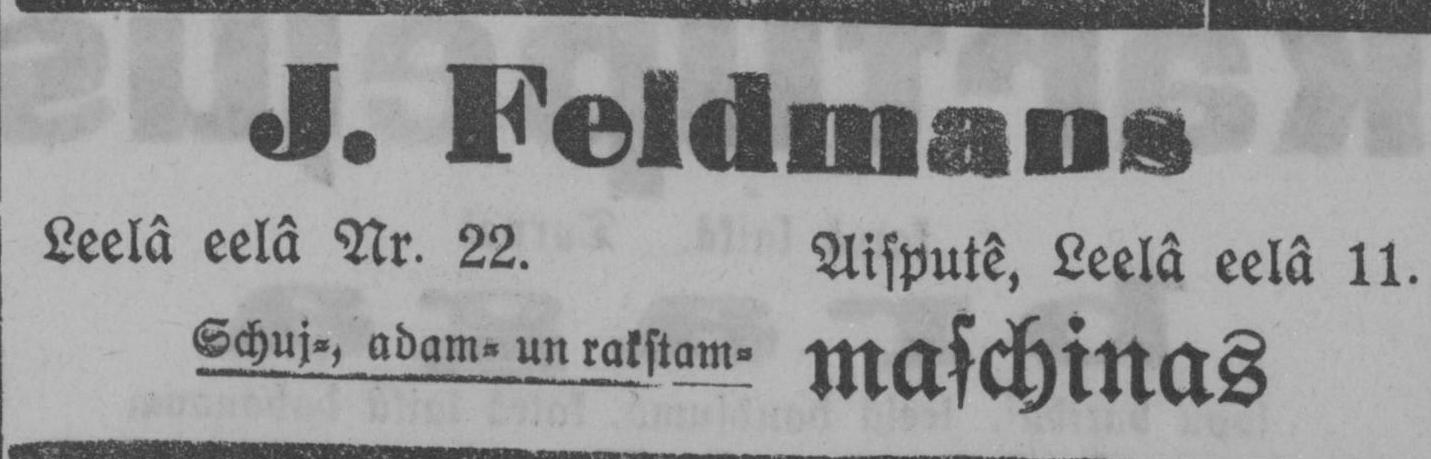 J. Feldmans
Leelâ eelâ Nr. 22. Aiſputê, Leelâ eelâ 11.
Schuj-, adam- un rakſtam- maſchinas